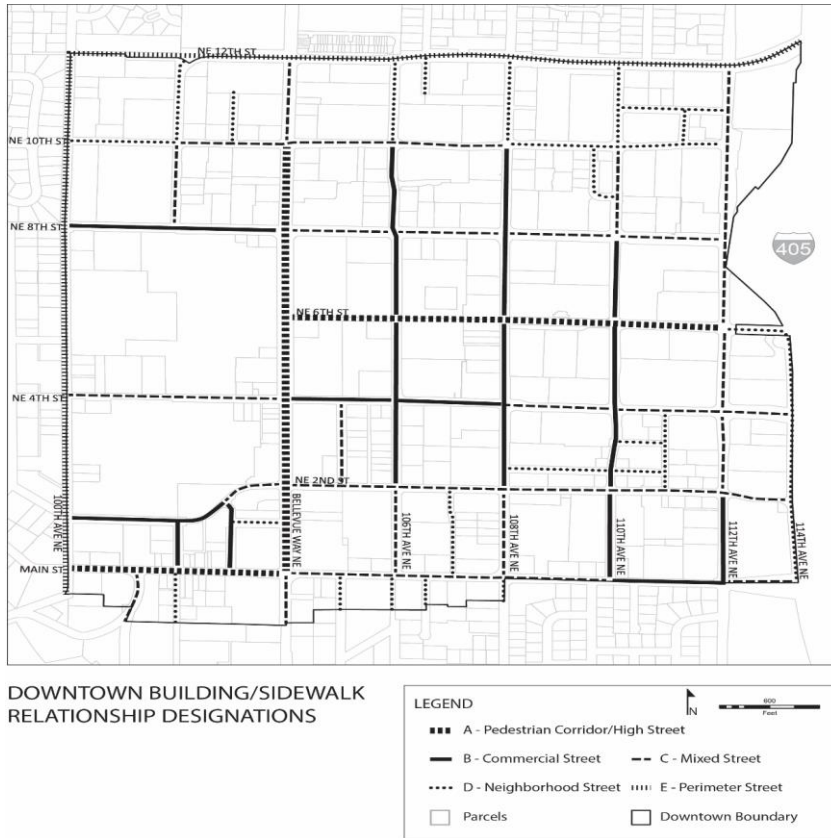 NE 12TH ST
NE 10TH ST
NE 8TH ST
405
NE 6TH ST
NE 4TH ST
NE 2ND ST
100TH AVE NE
BELLEVUE WAY NE
106TH AVE NE
108TH AVE NE
110TH AVE NE
112TH AVE NE
114TH AVE NE
MAIN ST
DOWNTOWN BUILDING/SIDEWALK
RELATIONSHIP DESIGNATIONS
LEGEND
N
600
Feet
A - Pedestrian Corridor/High Street
B - Commercial Street
C - Mixed Street
D - Neighborhood Street
E - Perimeter Street
Parcels
Downtown Boundary